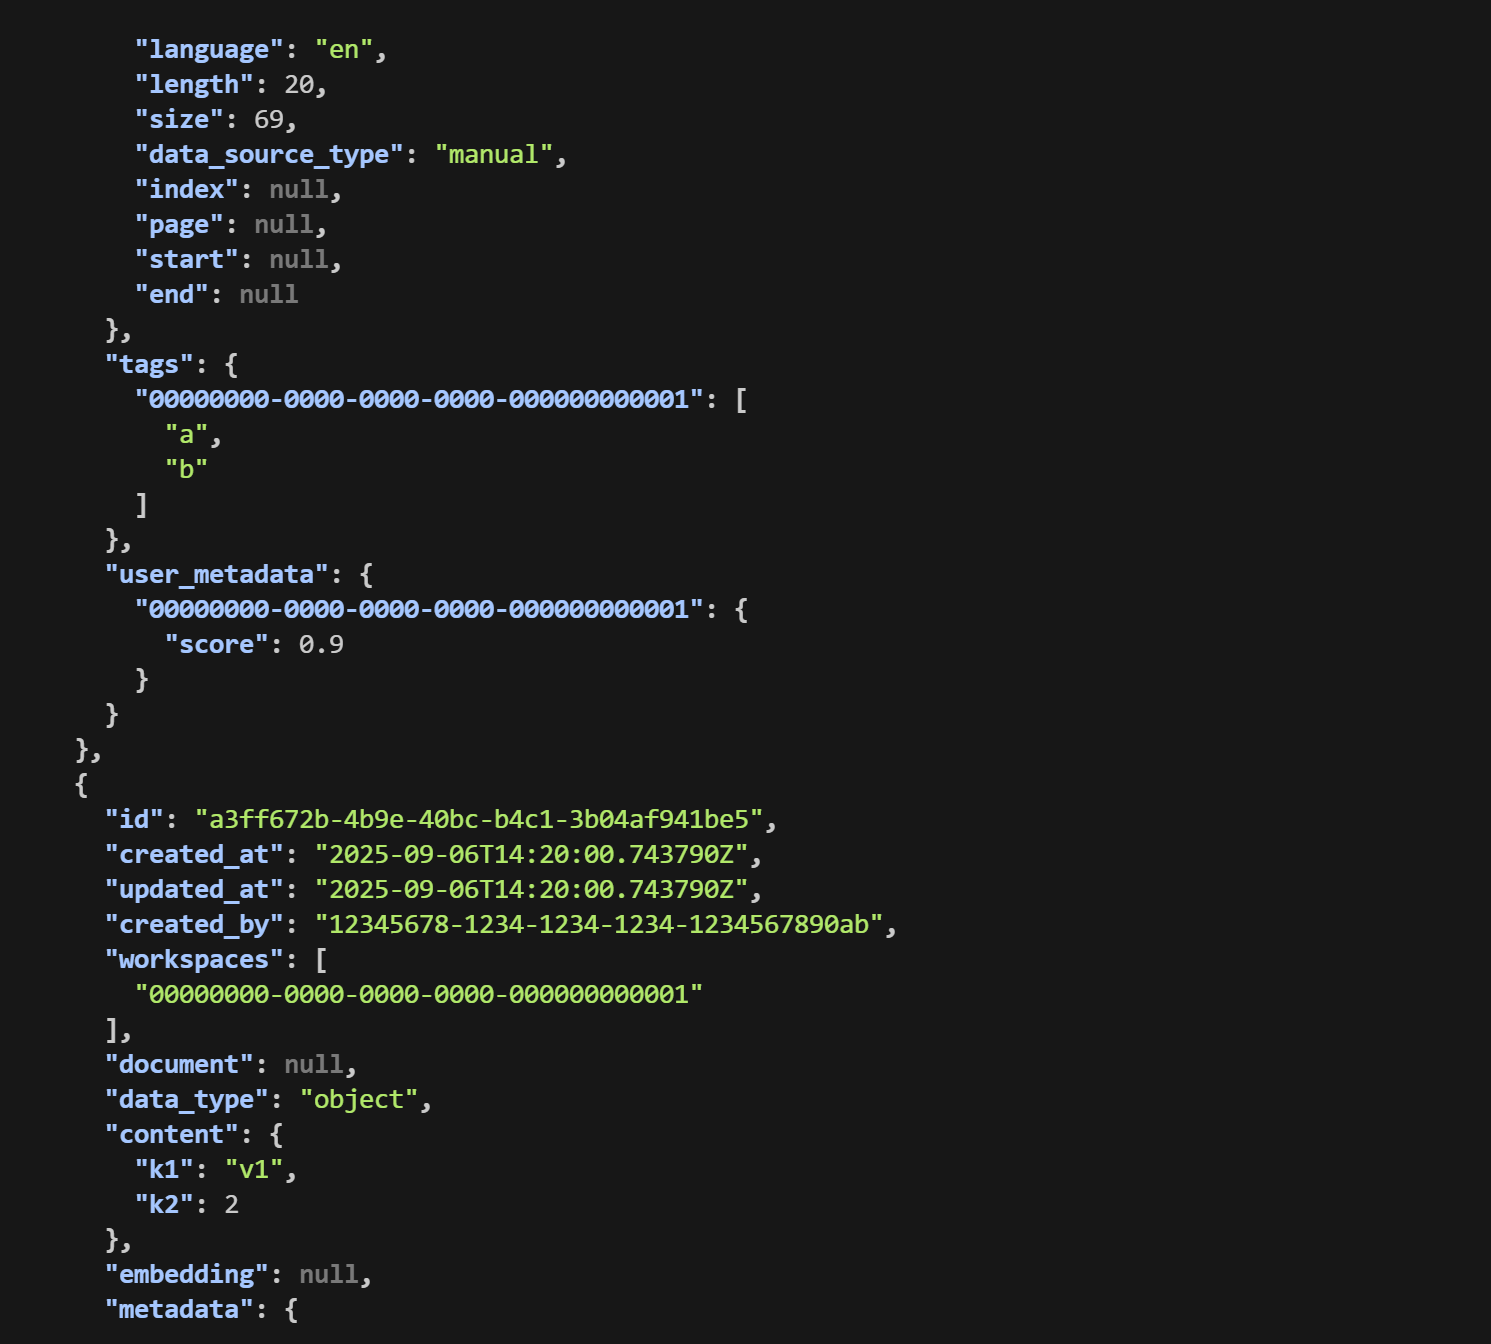 "language": "en",
"length": 20,
"size": 69,
"data_source_type": "manual",
"index": null,
"page": null,
"start": null,
"end": null
},
"tags": {
"00000000-0000-0000-0000-000000000001": [
"a",
"b"
]
},
"user_metadata": {
"00000000-0000-0000-0000-000000000001": {
"score": 0.9
}
}
},
{
"id": "a3ff672b-4b9e-40bc-b4c1-3b04af941be5",
"created_at": "2025-09-06T14:20:00.743790Z",
"updated_at": "2025-09-06T14:20:00.743790Z",
"created_by": "12345678-1234-1234-1234-1234567890ab",
"workspaces": [
"00000000-0000-0000-0000-000000000001"
],
"document": null,
"data_type": "object",
"content": {
"k1": "v1",
"k2": 2
},
"embedding": null,
"metadata": {